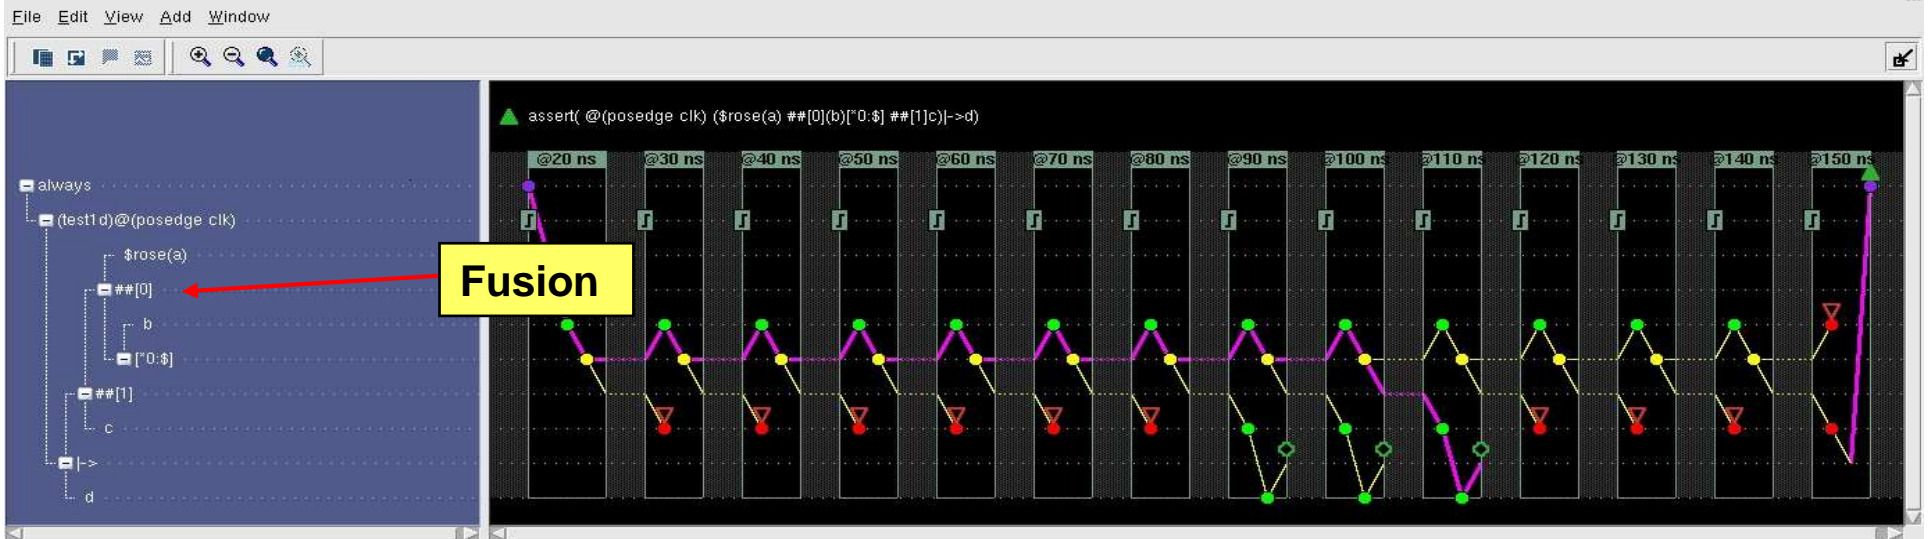 File Edit View Add Window
assert( @(posedge clk) ($rose(a) ##[0](b)[*0:$] ##[1]c)|->d)
@20 ns @30 ns @40 ns @50 ns @60 ns @70 ns @80 ns @90 ns @100 ns @110 ns @120 ns @130 ns @140 ns @150 ns
always
(test1d)@(posedge clk)
$rose(a)
Fusion
##[0]
b
[*0:$]
##[1]
c
|->
d